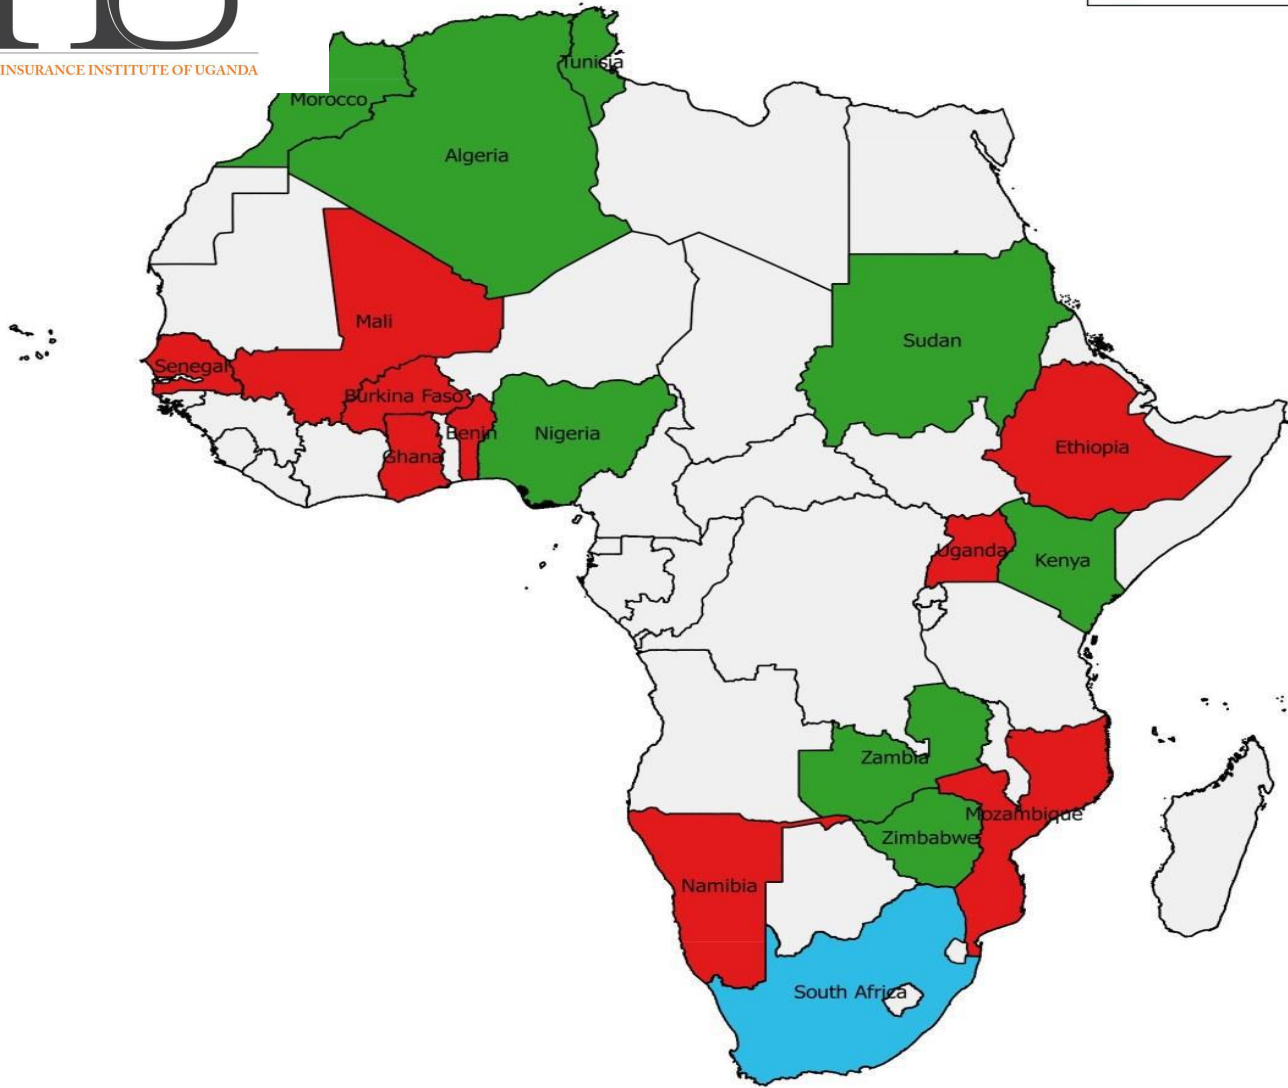 INSURANCE INSTITUTE OF UGANDA
Tunisia
Morocco
Algeria
Mali
Sudan
Senegal
Burkina Faso
Benin
Nigeria
Ghana
Ethiopia
Uganda
Kenya
Zambia
Mozambique
Zimbabwe
Namibia
South Africa